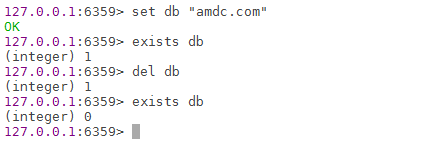 127.0.0.1:6359> set db "amdc.com"
OK
127.0.0.1:6359> exists db
(integer) 1
127.0.0.1:6359> del db
(integer) 1
127.0.0.1:6359> exists db
(integer) 0
127.0.0.1:6359>